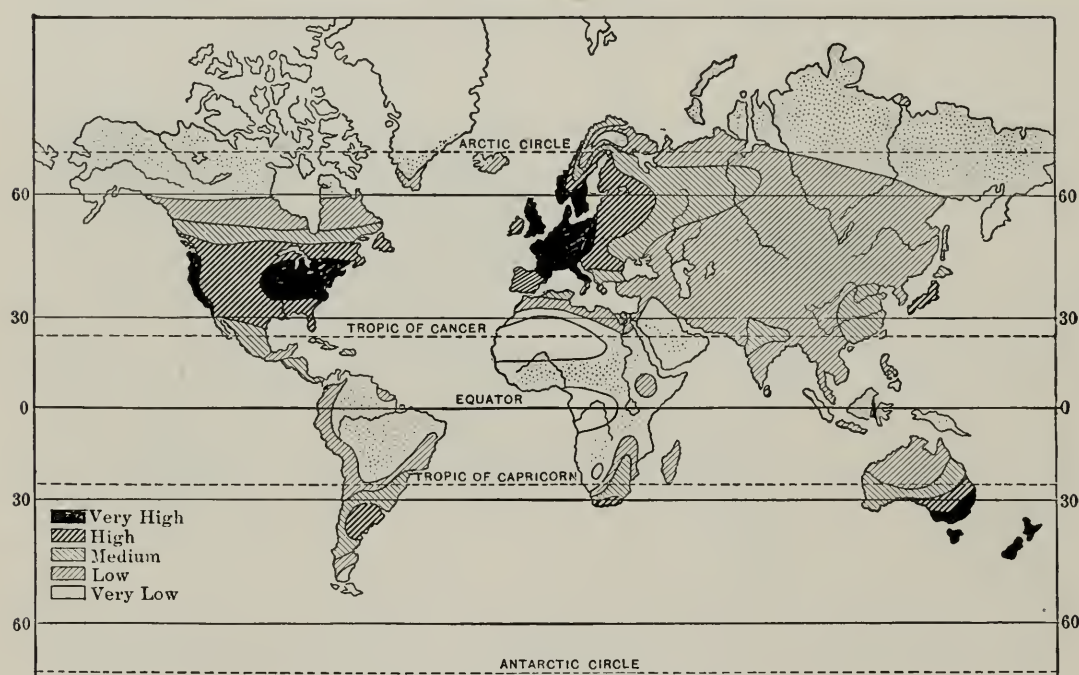 ARCTIC CIRCLE
60 60
30 30
TROPIC OF CANCER
EQUATOR
0 0
TROPIC OF CAPRICORN
30 30
Very High
High
Medium
Low
Very Low
60 60
ANTARCTIC CIRCLE